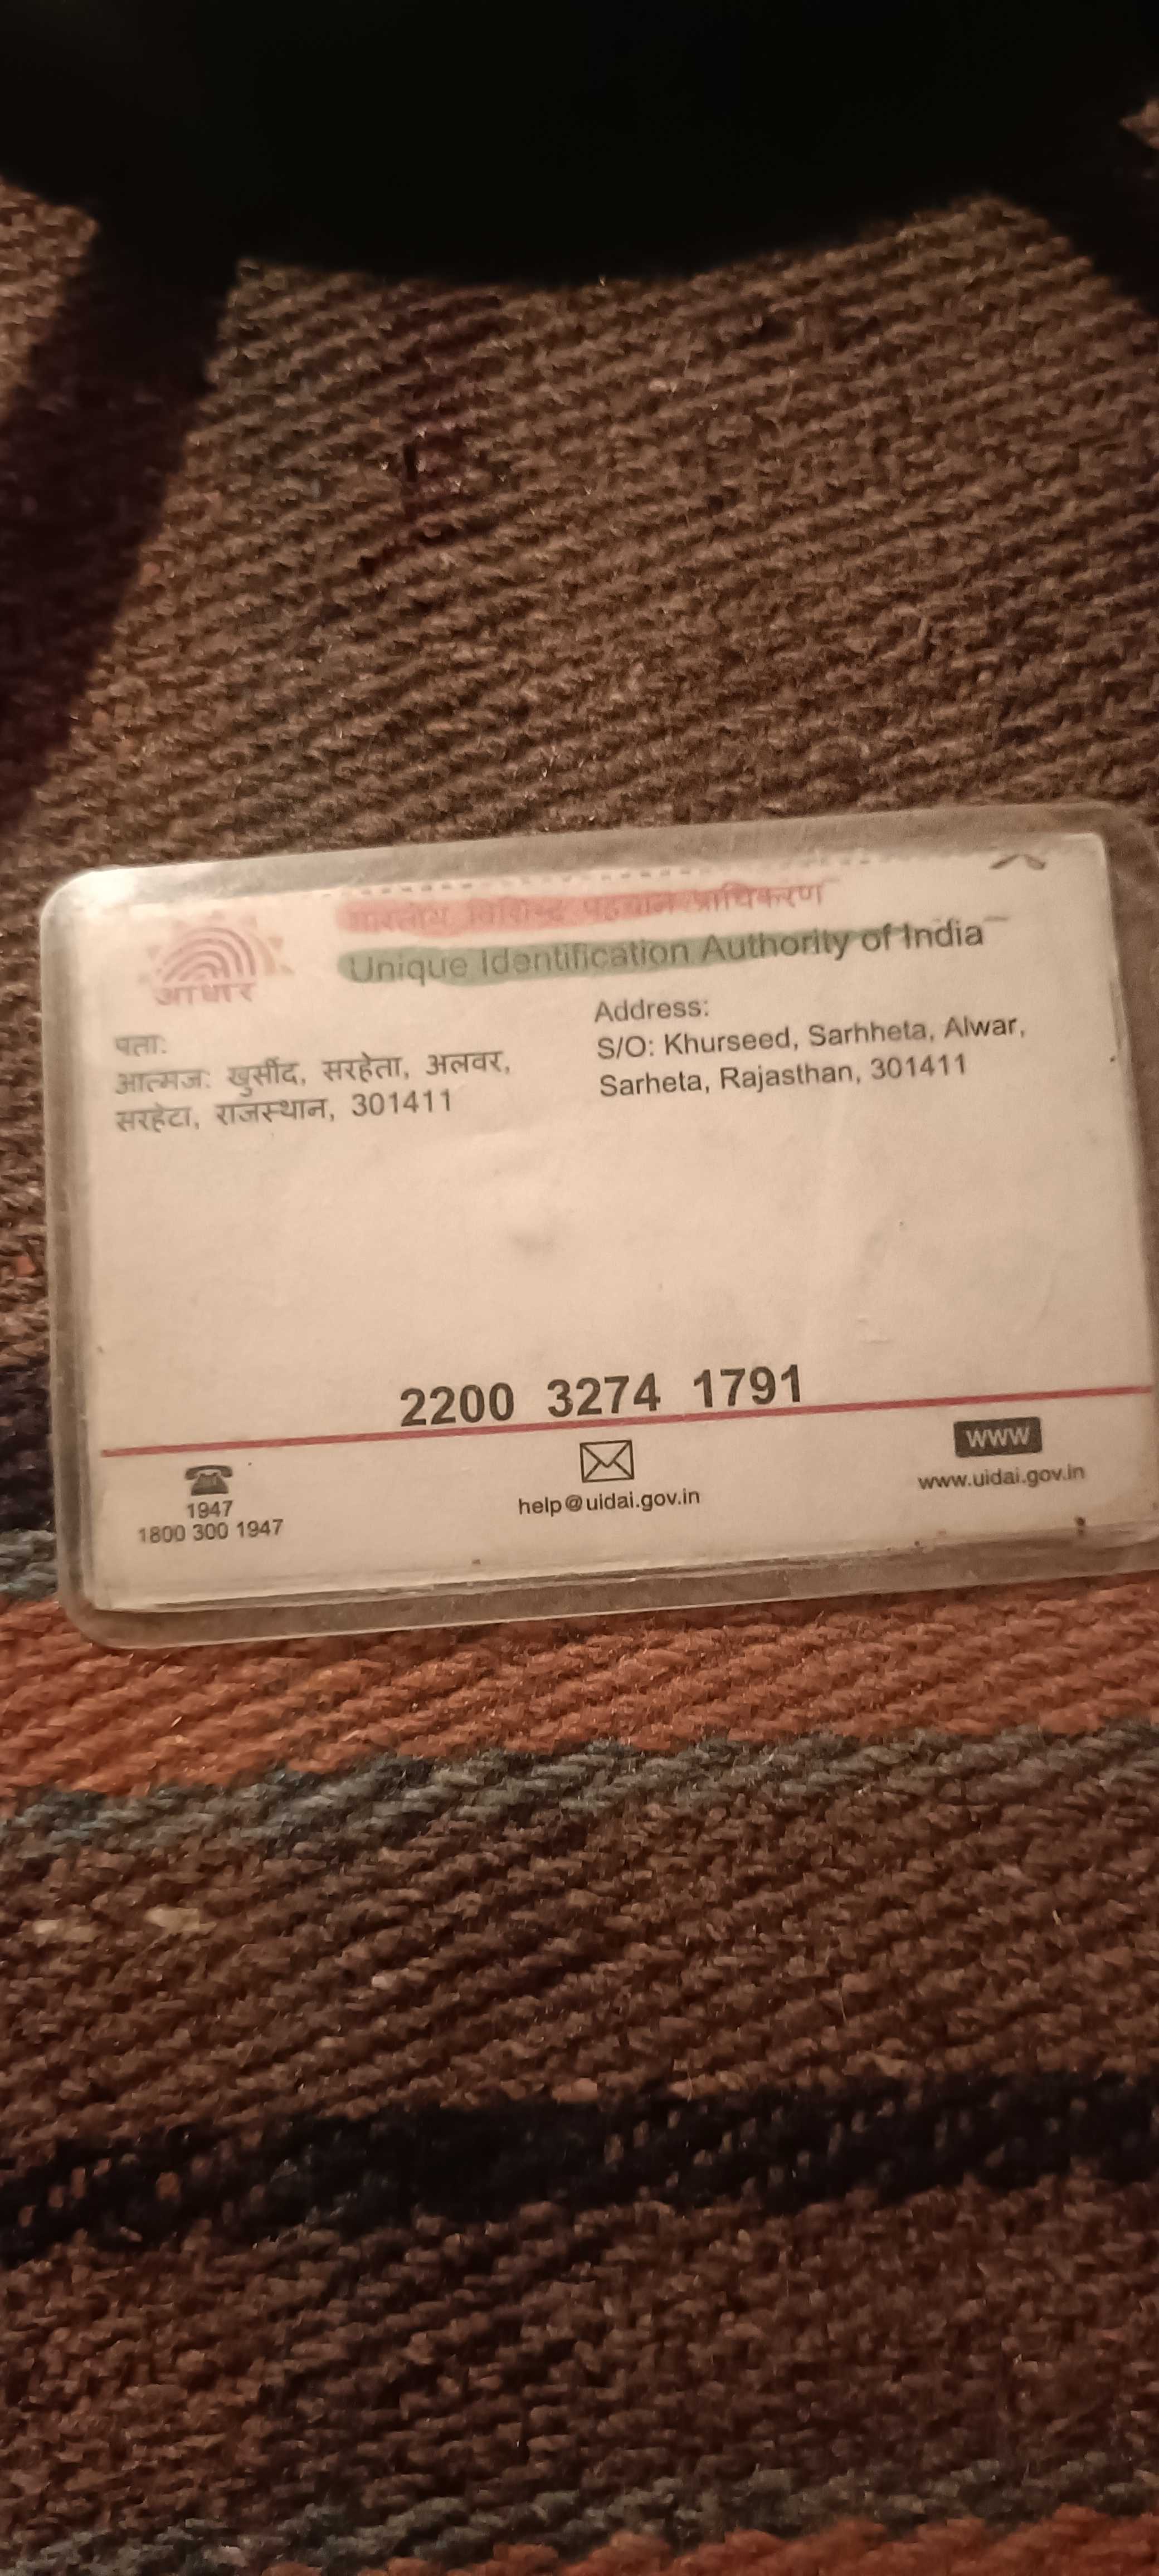 भारतीय विशिष्ट पहचान प्राधिकरण
Unique Identification Authority of India
आधार
पता:
आत्मज: खुर्सीद, सरहेता, अलवर,
सरहेटा, राजस्थान, 301411
Address:
S/O: Khurseed, Sarhheta, Alwar,
Sarheta, Rajasthan, 301411
2200 3274 1791
1947
1800 300 1947
help@uidai.gov.in
WWW
www.uidai.gov.in